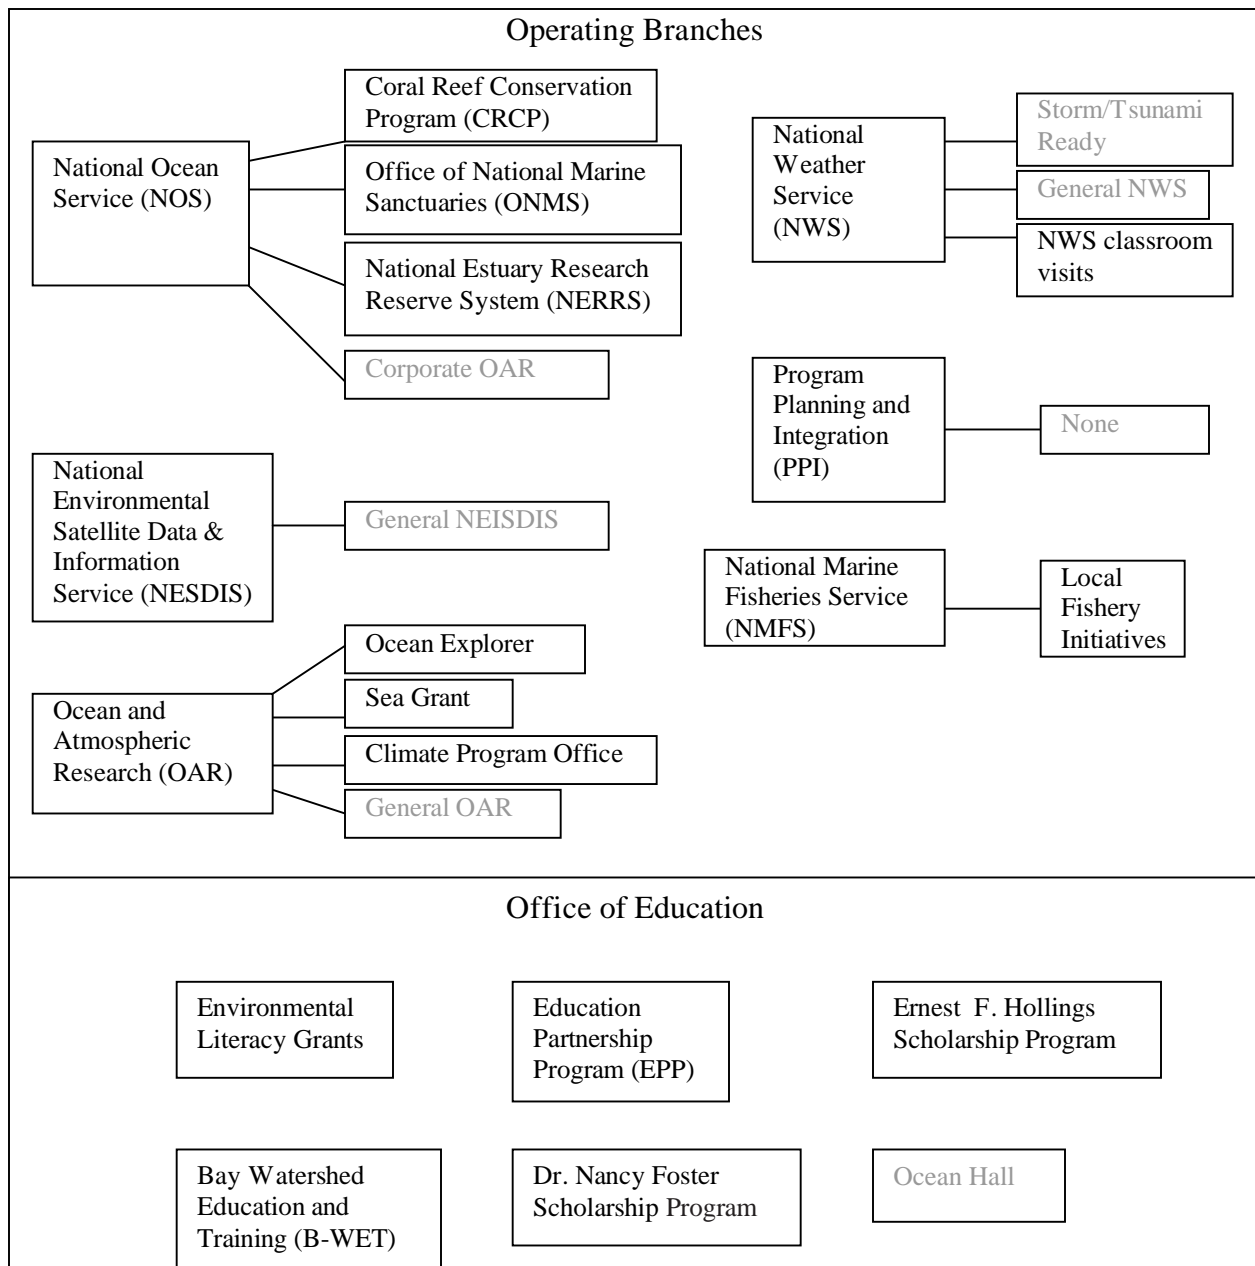 Operating Branches
National Ocean
Service (NOS)
Coral Reef Conservation
Program (CRCP)
Office of National Marine
Sanctuaries (ONMS)
National Estuary Research
Reserve System (NERRS)
Corporate OAR
National
Environmental
Satellite Data &
Information
Service (NESDIS)
General NEISDIS
Ocean and
Atmospheric
Research (OAR)
Ocean Explorer
Sea Grant
Climate Program Office
General OAR
National
Weather
Service
(NWS)
Storm/Tsunami
Ready
General NWS
NWS classroom
visits
Program
Planning and
Integration
(PPI)
None
National Marine
Fisheries Service
(NMFS)
Local
Fishery
Initiatives
Office of Education
Environmental
Literacy Grants
Education
Partnership
Program (EPP)
Ernest F. Hollings
Scholarship Program
Bay Watershed
Education and
Training (B-WET)
Dr. Nancy Foster
Scholarship Program
Ocean Hall